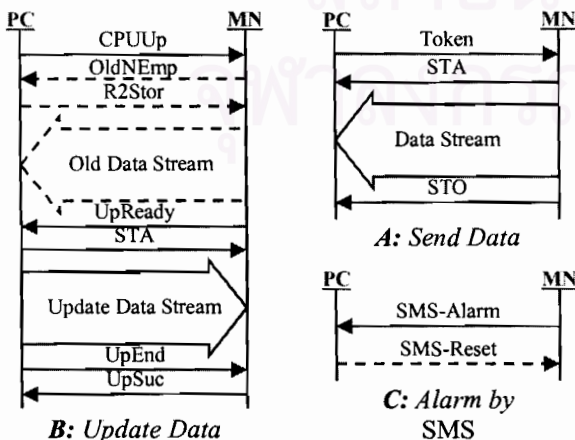 PC MN
CPUUp
OldNEmp
R2Stor
Old Data Stream
UpReady
STA
Update Data Stream
UpEnd
UpSuc
B: Update Data
PC MN
Token
STA
Data Stream
STO
A: Send Data
PC MN
SMS-Alarm
SMS-Reset
C: Alarm by
SMS